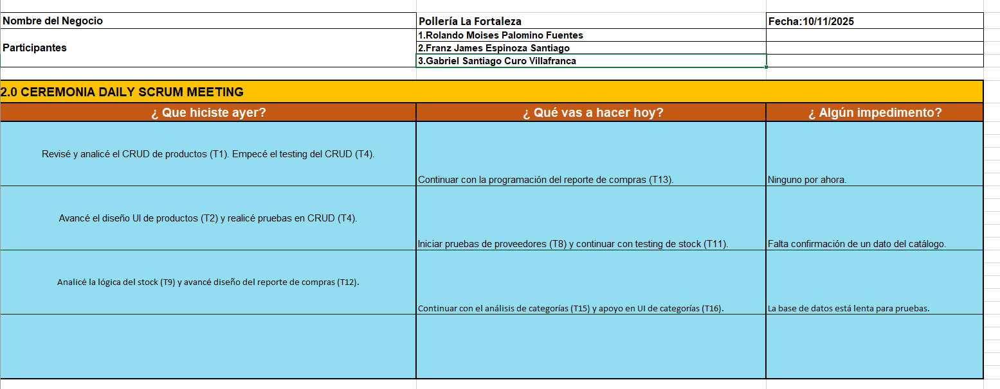 Nombre del Negocio
Pollería La Fortaleza
Fecha:10/11/2025
Participantes
1.Rolando Moises Palomino Fuentes
2.Franz James Espinoza Santiago
3.Gabriel Santiago Curo Villafranca
2.0 CEREMONIA DAILY SCRUM MEETING
¿ Que hiciste ayer?
¿ Qué vas a hacer hoy?
¿ Algún impedimento?
Revisé y analicé el CRUD de productos (T1). Empecé el testing del CRUD (T4).
Continuar con la programación del reporte de compras (T13).
Ninguno por ahora.
Avancé el diseño UI de productos (T2) y realicé pruebas en CRUD (T4).
Iniciar pruebas de proveedores (T8) y continuar con testing de stock (T11).
Falta confirmación de un dato del catálogo.
Analicé la lógica del stock (T9) y avancé diseño del reporte de compras (T12).
Continuar con el análisis de categorías (T15) y apoyo en UI de categorías (T16).
La base de datos está lenta para pruebas.